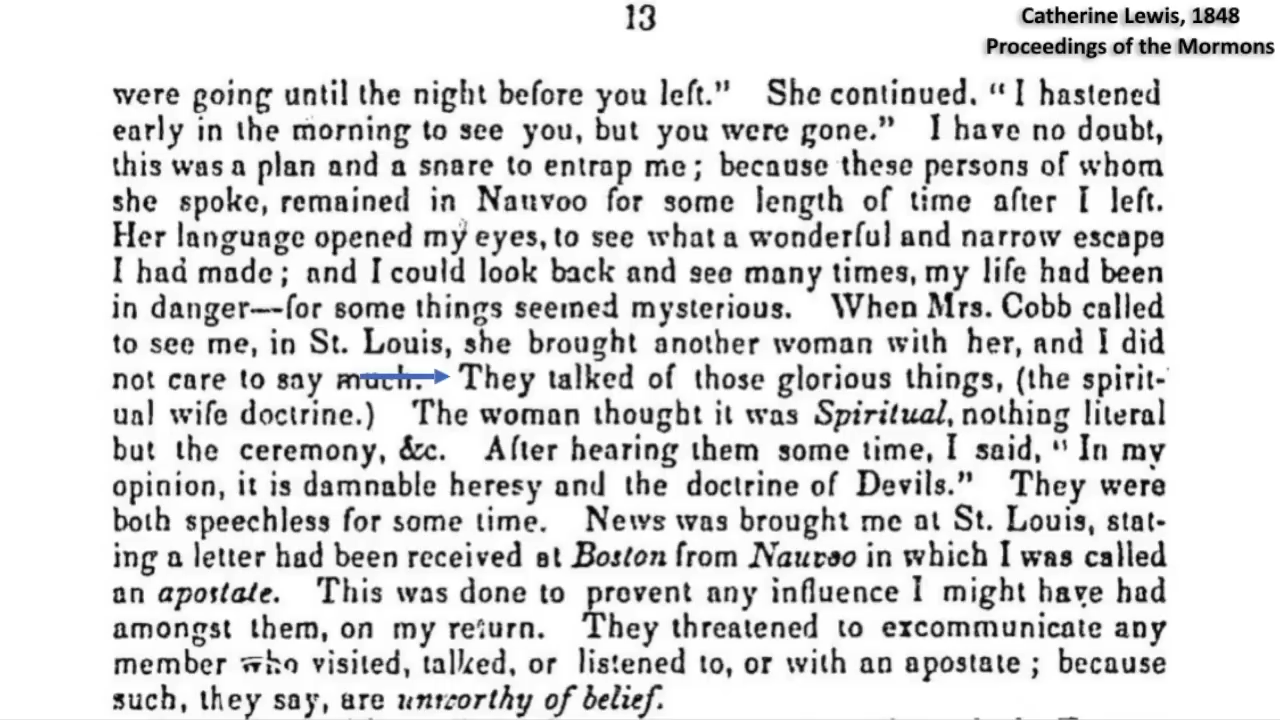 13
Catherine Lewis, 1848
Proceedings of the Mormons
were going until the night before you left.” She continued. “ I hastened
early in the morning to see you, but you were gone.” I have no doubt,
this was a plan and a snare to entrap me ; because these persons of whom
she spoke, remained in Nauvoo for some length of time after I left.
Her language opened my eyes, to see what a wonderful and narrow escape
I had made ; and I could look back and see many times, my life had been
in danger—for some things seemed mysterious. When Mrs. Cobb called
to see me, in St. Louis, she brought another woman with her, and I did
not care to say much. They talked of those glorious things, (the spirit-
ual wife doctrine.) The woman thought it was Spiritual, nothing literal
but the ceremony, &c. After hearing them some time, I said, “ In my
opinion, it is damnable heresy and the doctrine of Devils.” They were
both speechless for some time. News was brought me at St. Louis, stat-
ing a letter had been received at Boston from Nauvoo in which I was called
an apostate. This was done to prevent any influence I might have had
amongst them, on my return. They threatened to excommunicate any
member who visited, talked, or listened to, or with an apostate ; because
such, they say, are unworthy of belief.